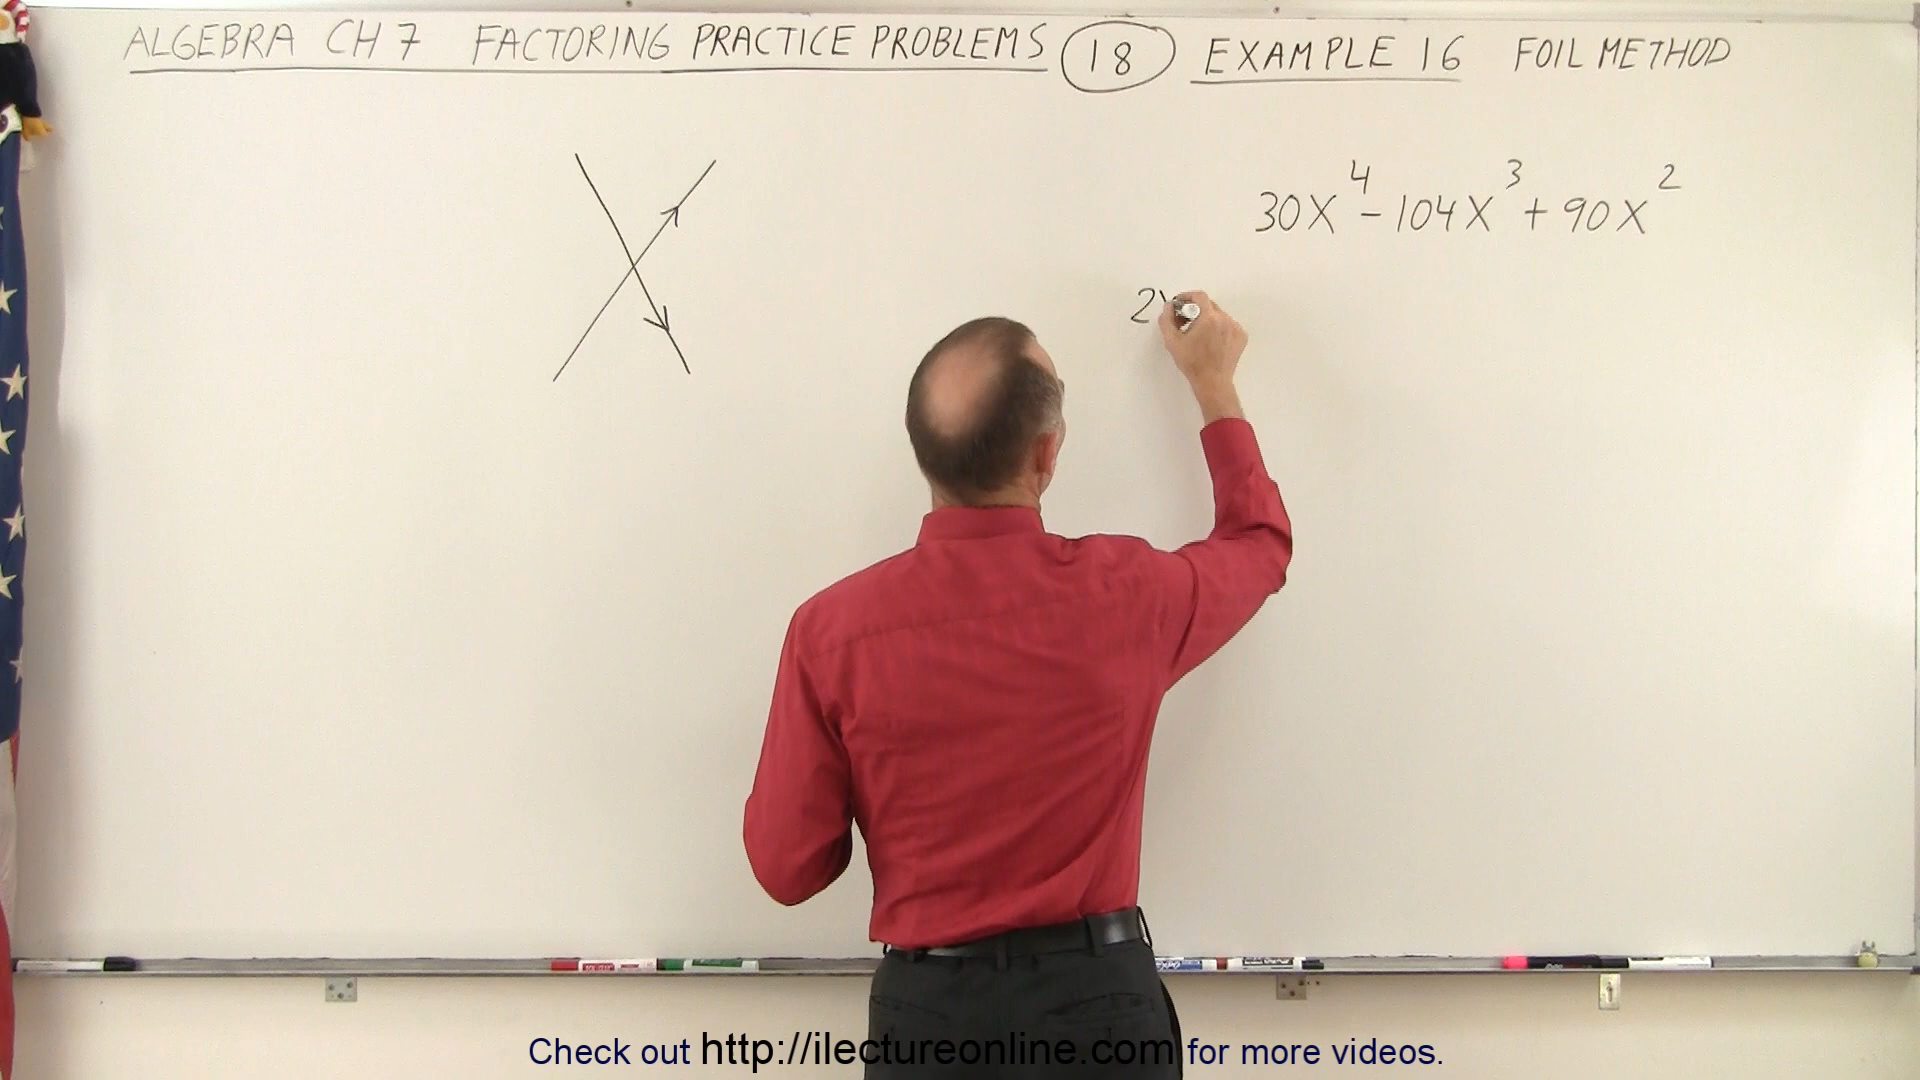 ALGEBRA CH 7 FACTORING PRACTICE PROBLEMS 18 EXAMPLE 16 FOIL METHOD
30X⁴ - 104X³ + 90X²
2
Check out http://ilectureonline.com for more videos.